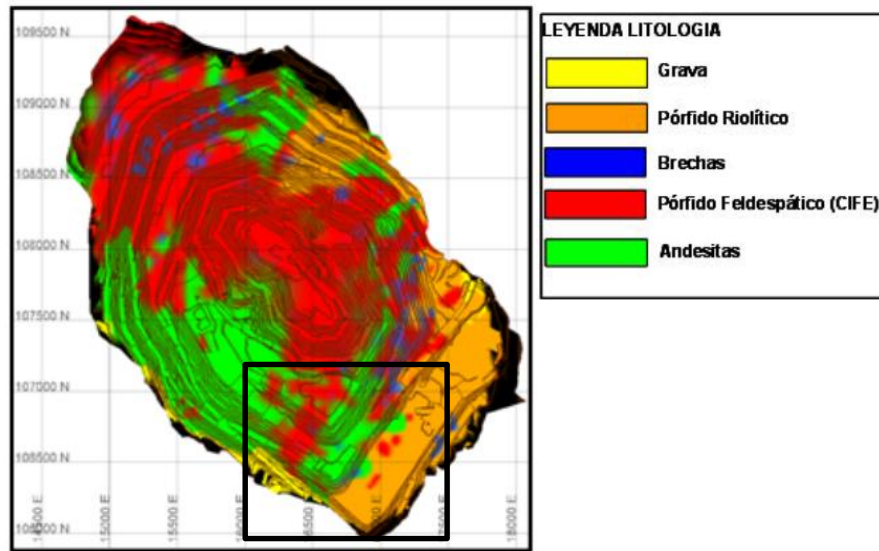 109500 N
109000 N
108500 N
108000 N
107500 N
107000 N
106500 N
15000 E
15500 E
16000 E
16500 E
18000 E
LEYENDA LITOLOGIA
Grava
Pórfido Riolítico
Brechas
Pórfido Feldespático (CIFE)
Andesitas